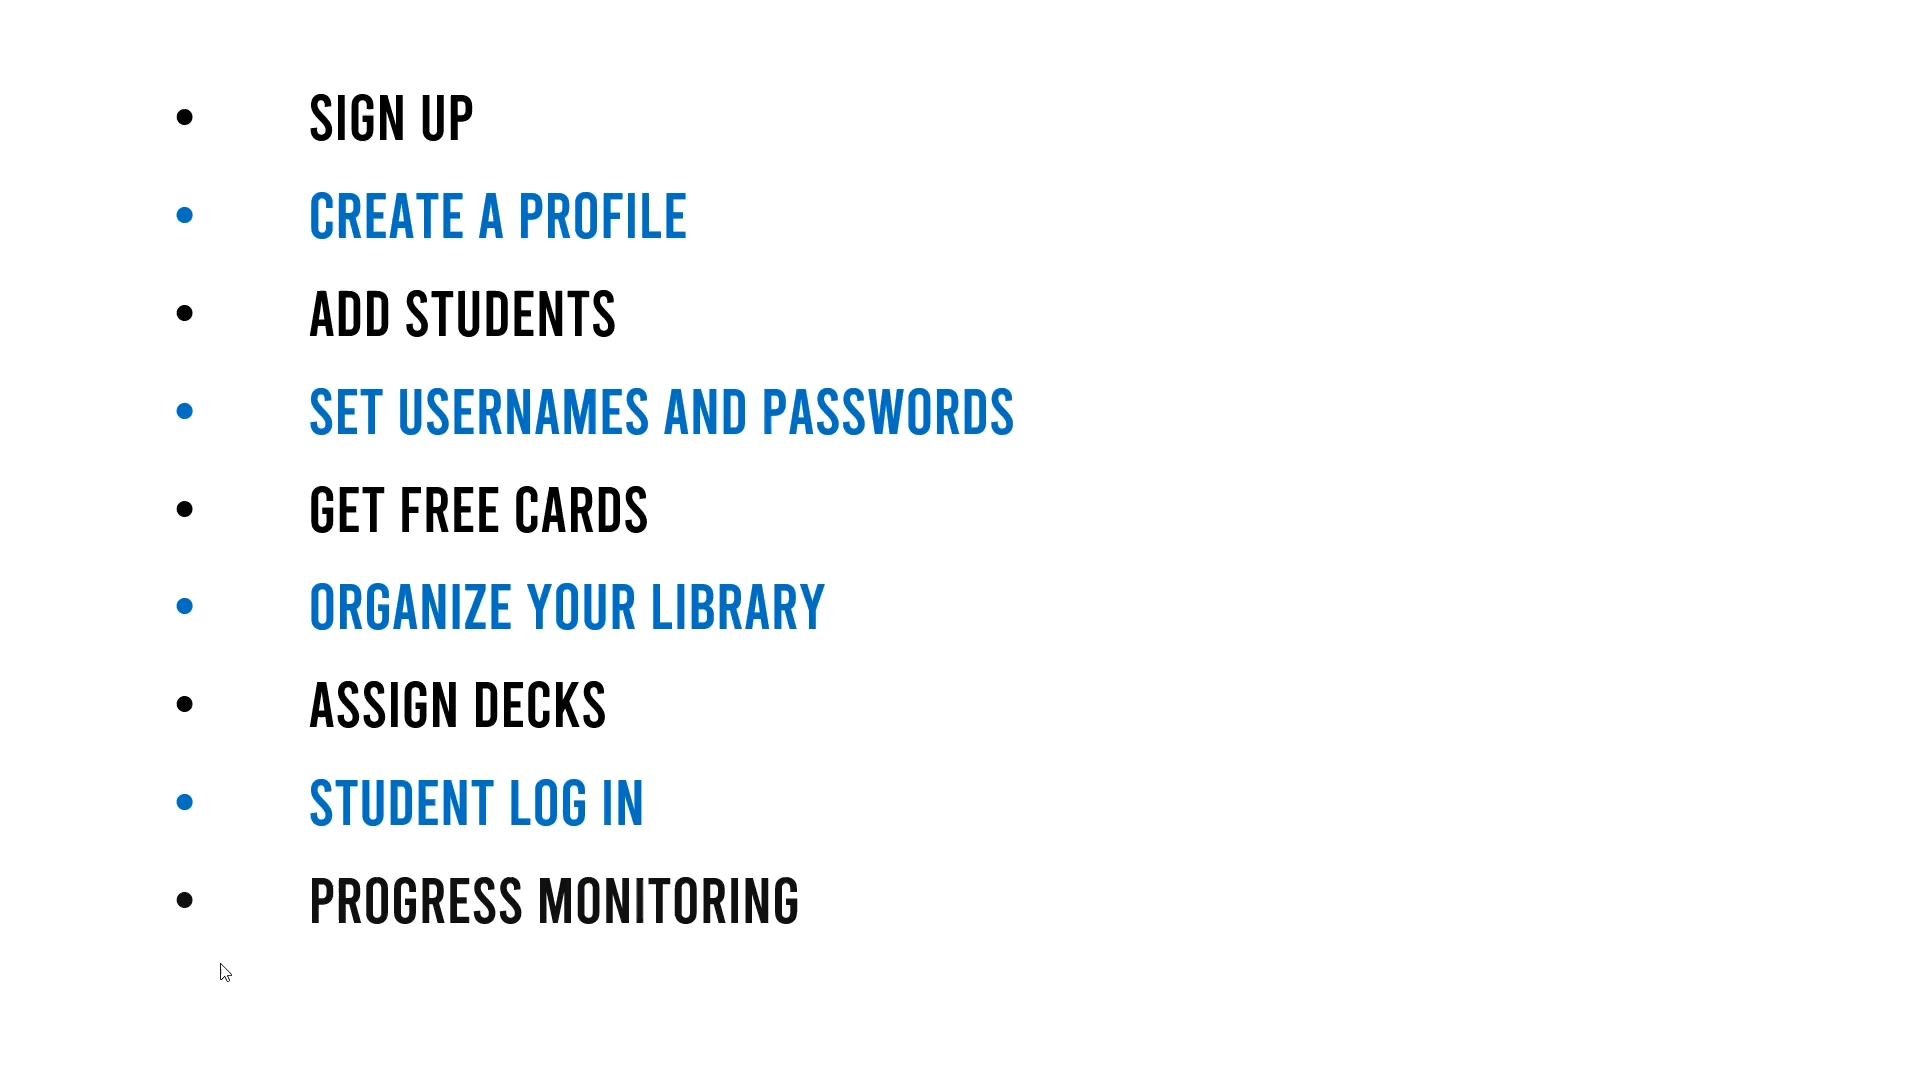 • SIGN UP
• CREATE A PROFILE
• ADD STUDENTS
• SET USERNAMES AND PASSWORDS
• GET FREE CARDS
• ORGANIZE YOUR LIBRARY
• ASSIGN DECKS
• STUDENT LOG IN
• PROGRESS MONITORING